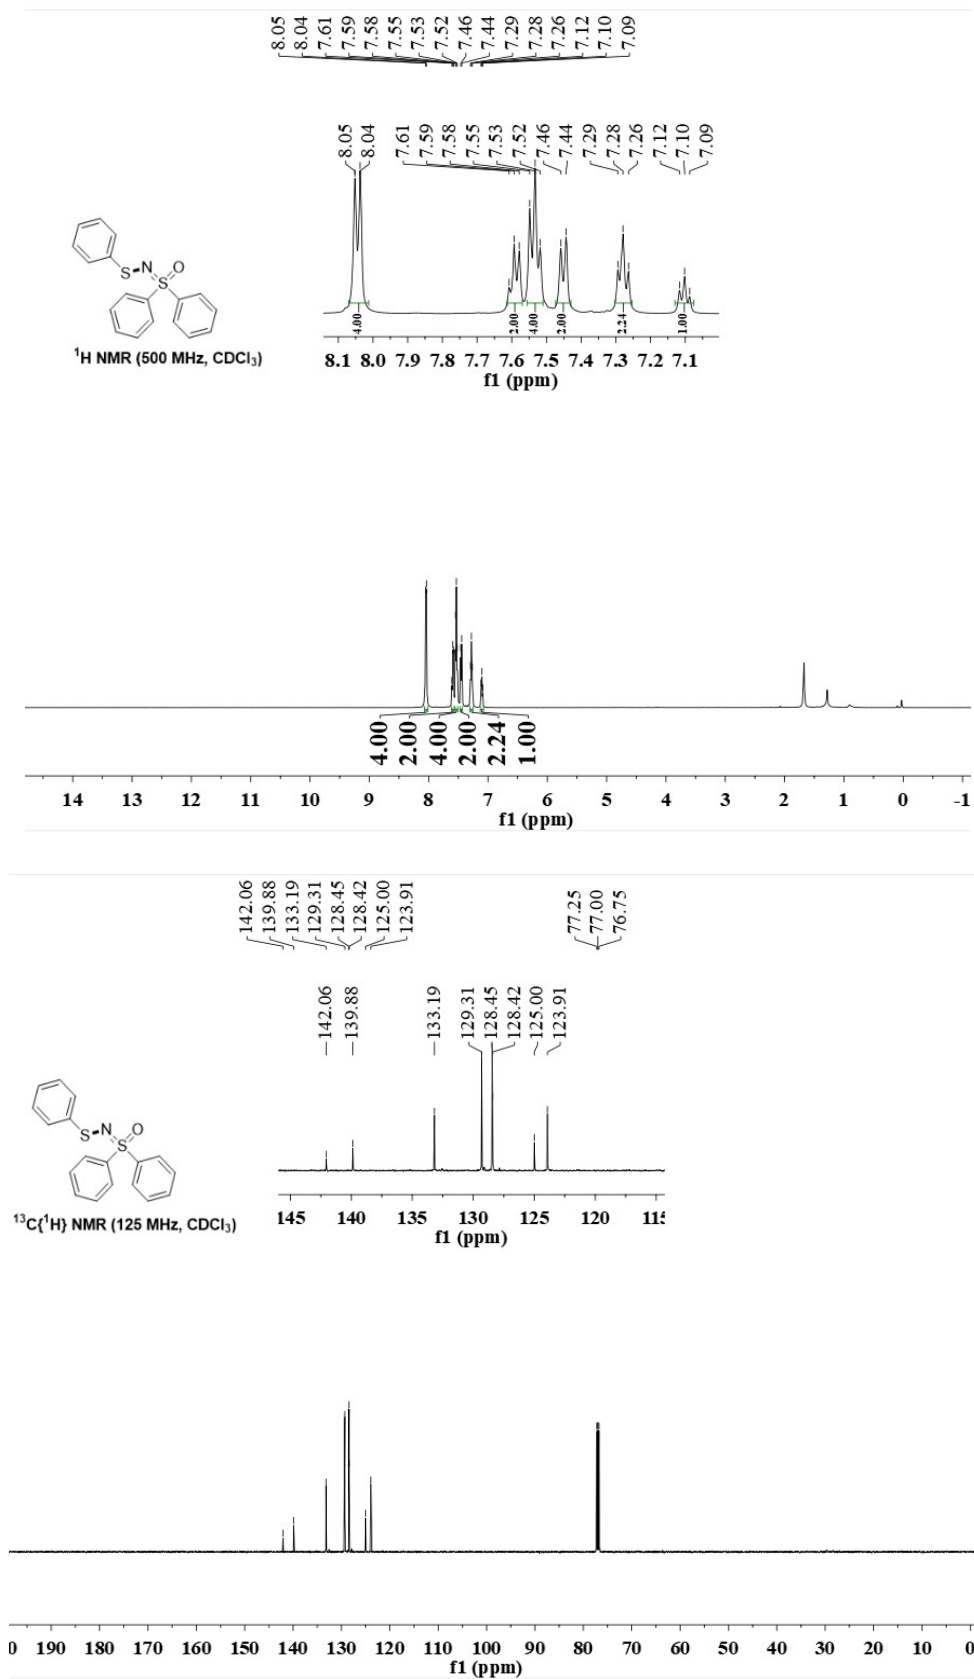 8.05 8.04 7.61 7.59 7.58 7.55 7.53 7.52 7.46 7.44 7.29 7.28 7.26 7.12 7.10 7.09
8.05 8.04 7.61 7.59 7.58 7.55 7.53 7.52 7.46 7.44 7.29 7.28 7.26 7.12 7.10 7.09
S N O
S
¹H NMR (500 MHz, CDCl₃)
4.00 2.00 4.00 2.00 2.24 1.00
8.1 8.0 7.9 7.8 7.7 7.6 7.5 7.4 7.3 7.2 7.1
f1 (ppm)
4.00 2.00 4.00 2.00 2.24 1.00
14 13 12 11 10 9 8 7 6 5 4 3 2 1 0 -1
f1 (ppm)
142.06 139.88 133.19 129.31 128.45 128.42 125.00 123.91 77.25 77.00 76.75
142.06 139.88 133.19 129.31 128.45 128.42 125.00 123.91
S N O
S
¹³C{¹H} NMR (125 MHz, CDCl₃)
145 140 135 130 125 120 115
f1 (ppm)
0 190 180 170 160 150 140 130 120 110 100 90 80 70 60 50 40 30 20 10 0
f1 (ppm)